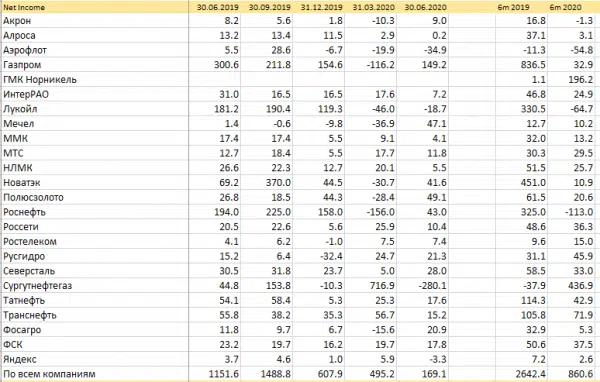 Net Income 30.06.2019 30.09.2019 31.12.2019 31.03.2020 30.06.2020 6m 2019 6m 2020
Акрон 8.2 5.6 1.8 -10.3 9.0 16.8 -1.3
Алроса 13.2 13.4 11.5 2.9 0.2 37.1 3.1
Аэрофлот 5.5 28.6 -6.7 -19.9 -34.9 -11.3 -54.8
Газпром 300.6 211.8 154.6 -116.2 149.2 836.5 32.9
ГМК Норникель 1.1 196.2
ИнтерРАО 31.0 16.5 16.5 17.6 7.2 46.8 24.9
Лукойл 181.2 190.4 119.3 -46.0 -18.7 330.5 -64.7
Мечел 1.4 -0.6 -9.8 -36.9 47.1 12.7 10.2
ММК 17.4 17.4 5.5 9.1 4.1 32.0 13.2
МТС 12.7 18.4 5.5 17.7 11.8 30.3 29.5
НЛМК 26.6 22.3 12.7 20.1 5.5 51.5 25.7
Новатэк 69.2 370.0 44.5 -30.7 41.6 451.0 10.9
Полюсзолото 26.8 18.5 44.3 -28.4 49.1 61.5 20.6
Роснефть 194.0 225.0 158.0 -156.0 43.0 325.0 -113.0
Россети 20.5 22.6 5.6 25.9 10.4 48.6 36.3
Ростелеком 4.1 6.2 -1.0 7.5 7.4 9.6 15.0
Русгидро 15.2 6.4 -32.4 24.7 21.3 31.1 45.9
Северсталь 30.5 31.8 23.7 5.0 28.0 58.5 33.0
Сургутнефтегаз 44.8 153.8 -10.3 716.9 -280.1 -37.9 436.9
Татнефть 54.1 58.4 5.3 25.3 17.6 114.3 42.9
Транснефть 55.8 38.2 35.3 56.7 15.2 105.8 71.9
Фосагро 11.8 9.7 6.7 -15.6 20.9 32.9 5.3
ФСК 23.2 19.7 16.2 19.7 17.8 50.6 37.5
Яндекс 3.7 4.6 1.0 5.9 -3.3 7.2 2.6
По всем компаниям 1151.6 1488.8 607.9 495.2 169.1 2642.4 860.6